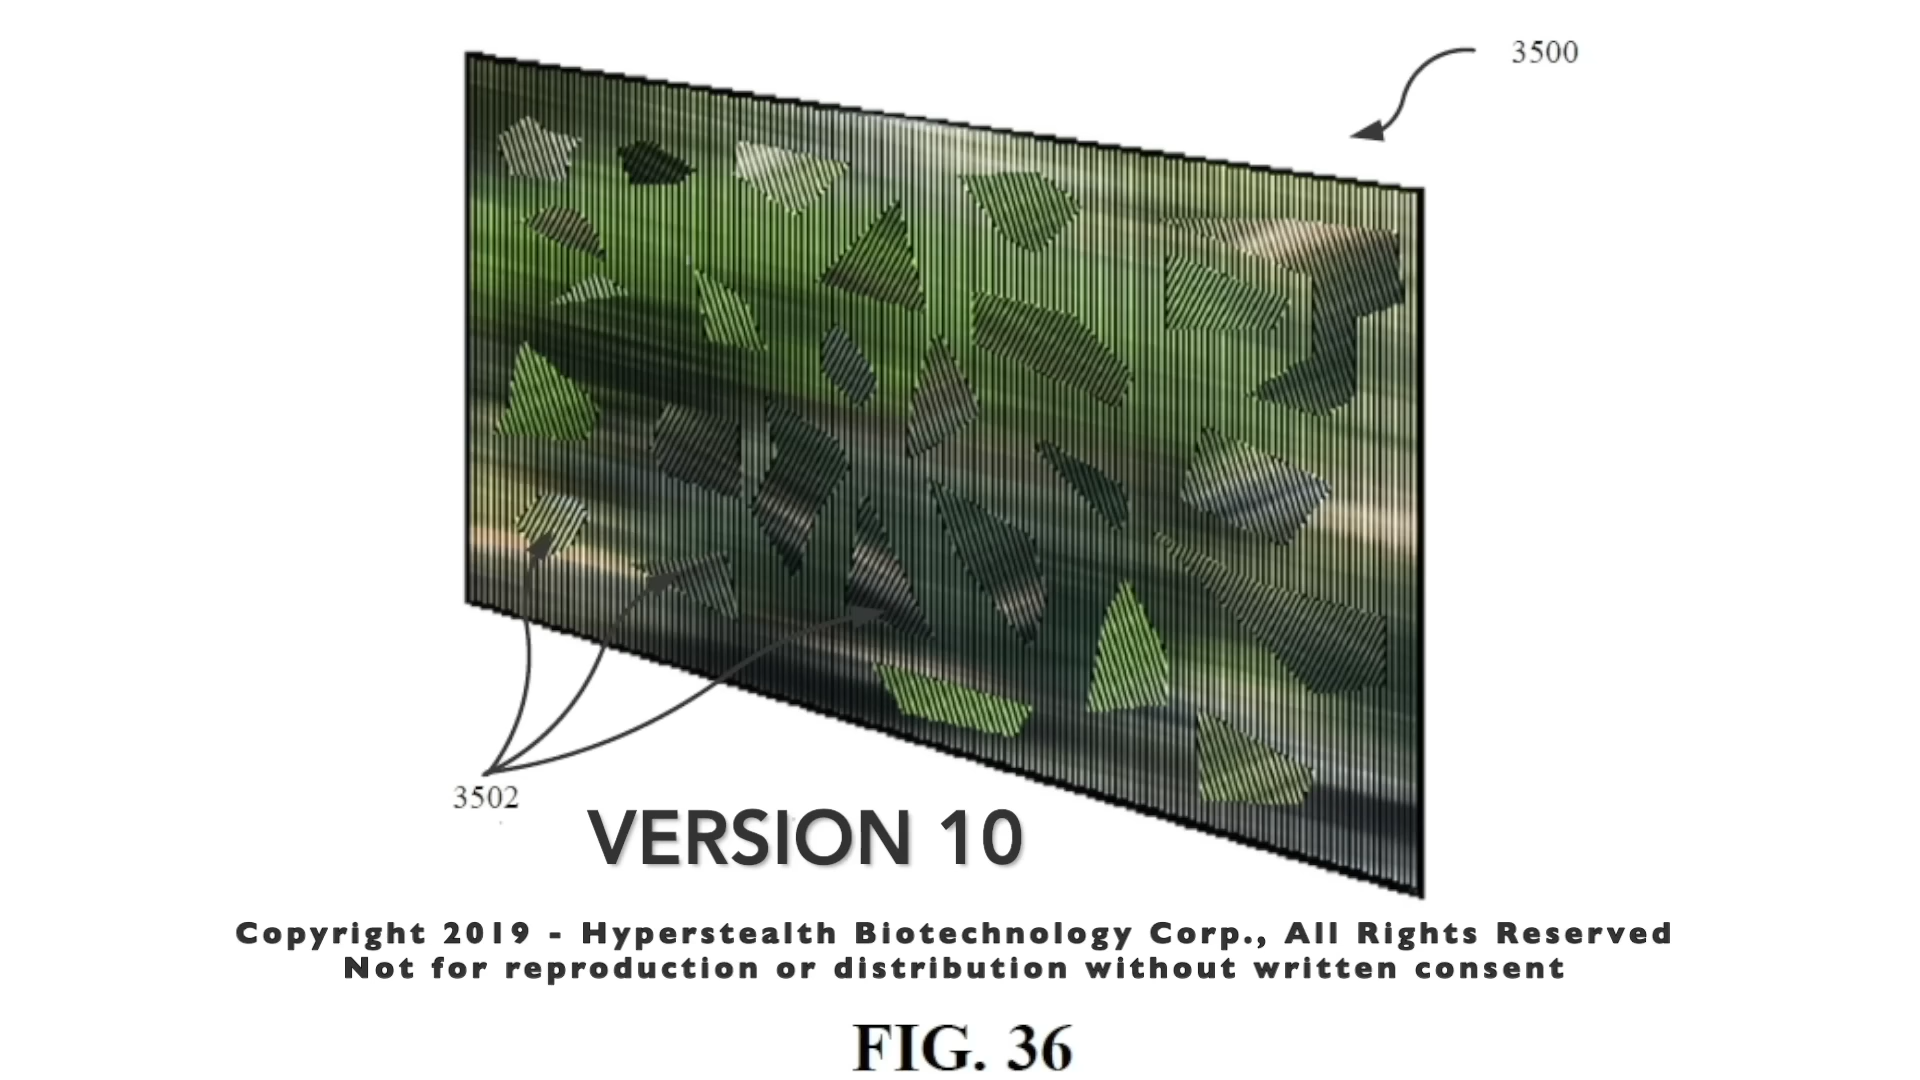 3500
3502
VERSION 10
Copyright 2019 - Hyperstealth Biotechnology Corp., All Rights Reserved
Not for reproduction or distribution without written consent
FIG. 36